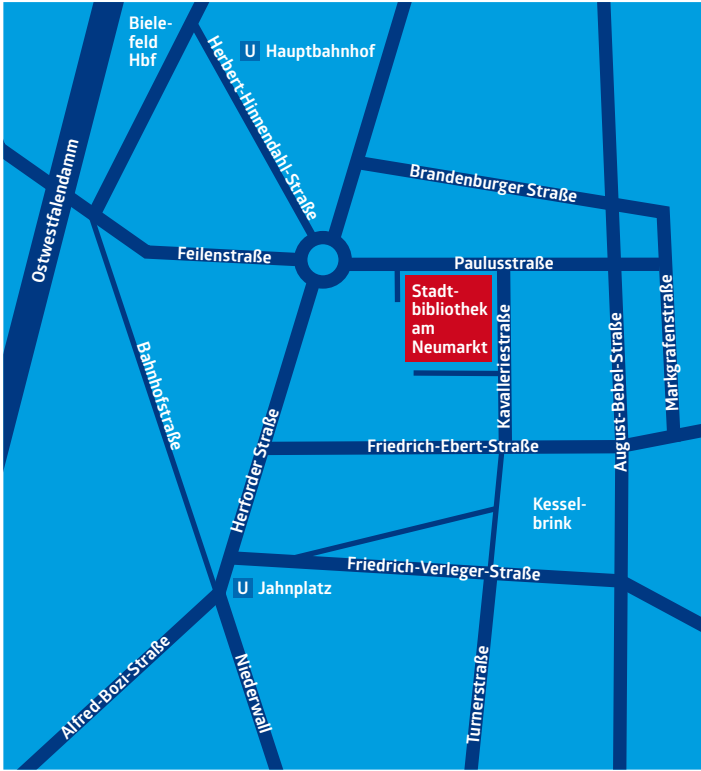 Biele-
feld
Hbf
U Hauptbahnhof
Herbert-Hinnendahl-Straße
Ostwestfalendamm
Brandenburger Straße
Feilenstraße
Paulusstraße
Stadt-
bibliothek
am
Neumarkt
Kavalleriestraße
August-Bebel-Straße
Markgrafenstraße
Bahnhofstraße
Herforder Straße
Friedrich-Ebert-Straße
Kessel-
brink
Friedrich-Verleger-Straße
U Jahnplatz
Alfred-Bozi-Straße
Niederwall
Turnerstraße